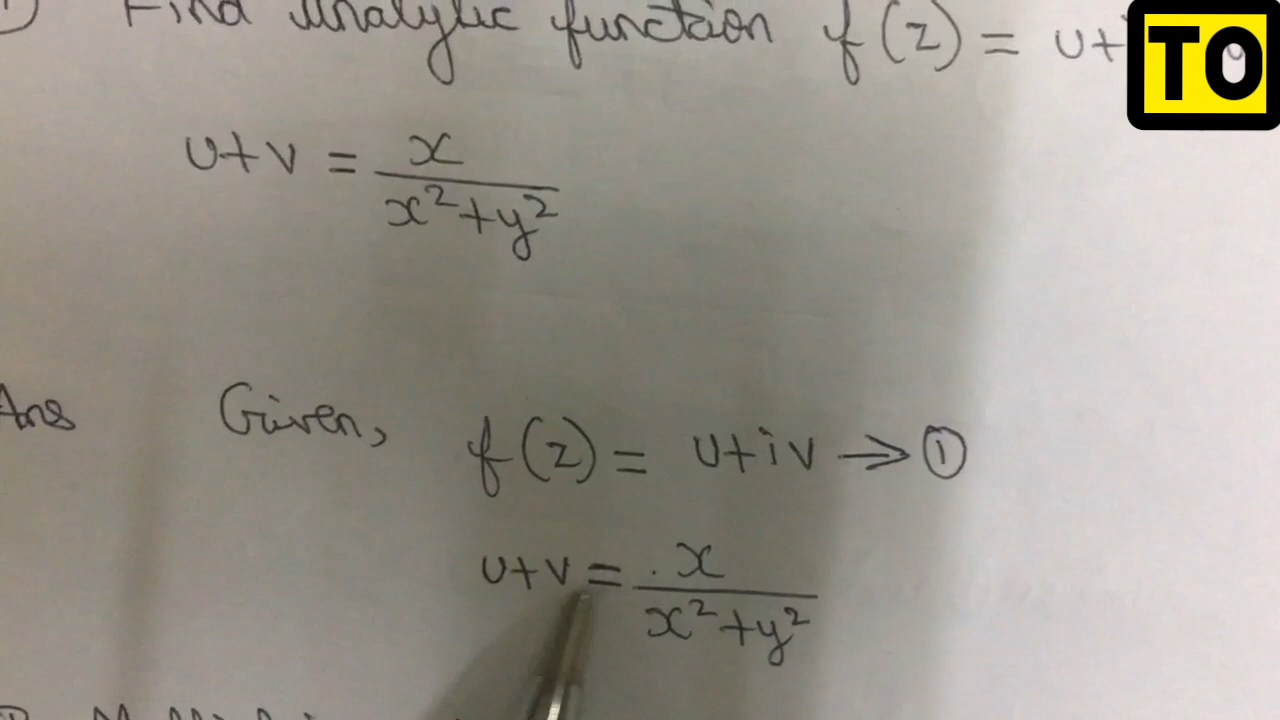 Find analytic function f(z) = u+
TO
u+v = x / x²+y²
Ans Given, f(z) = u+iv → ①
u+v = x / x²+y²